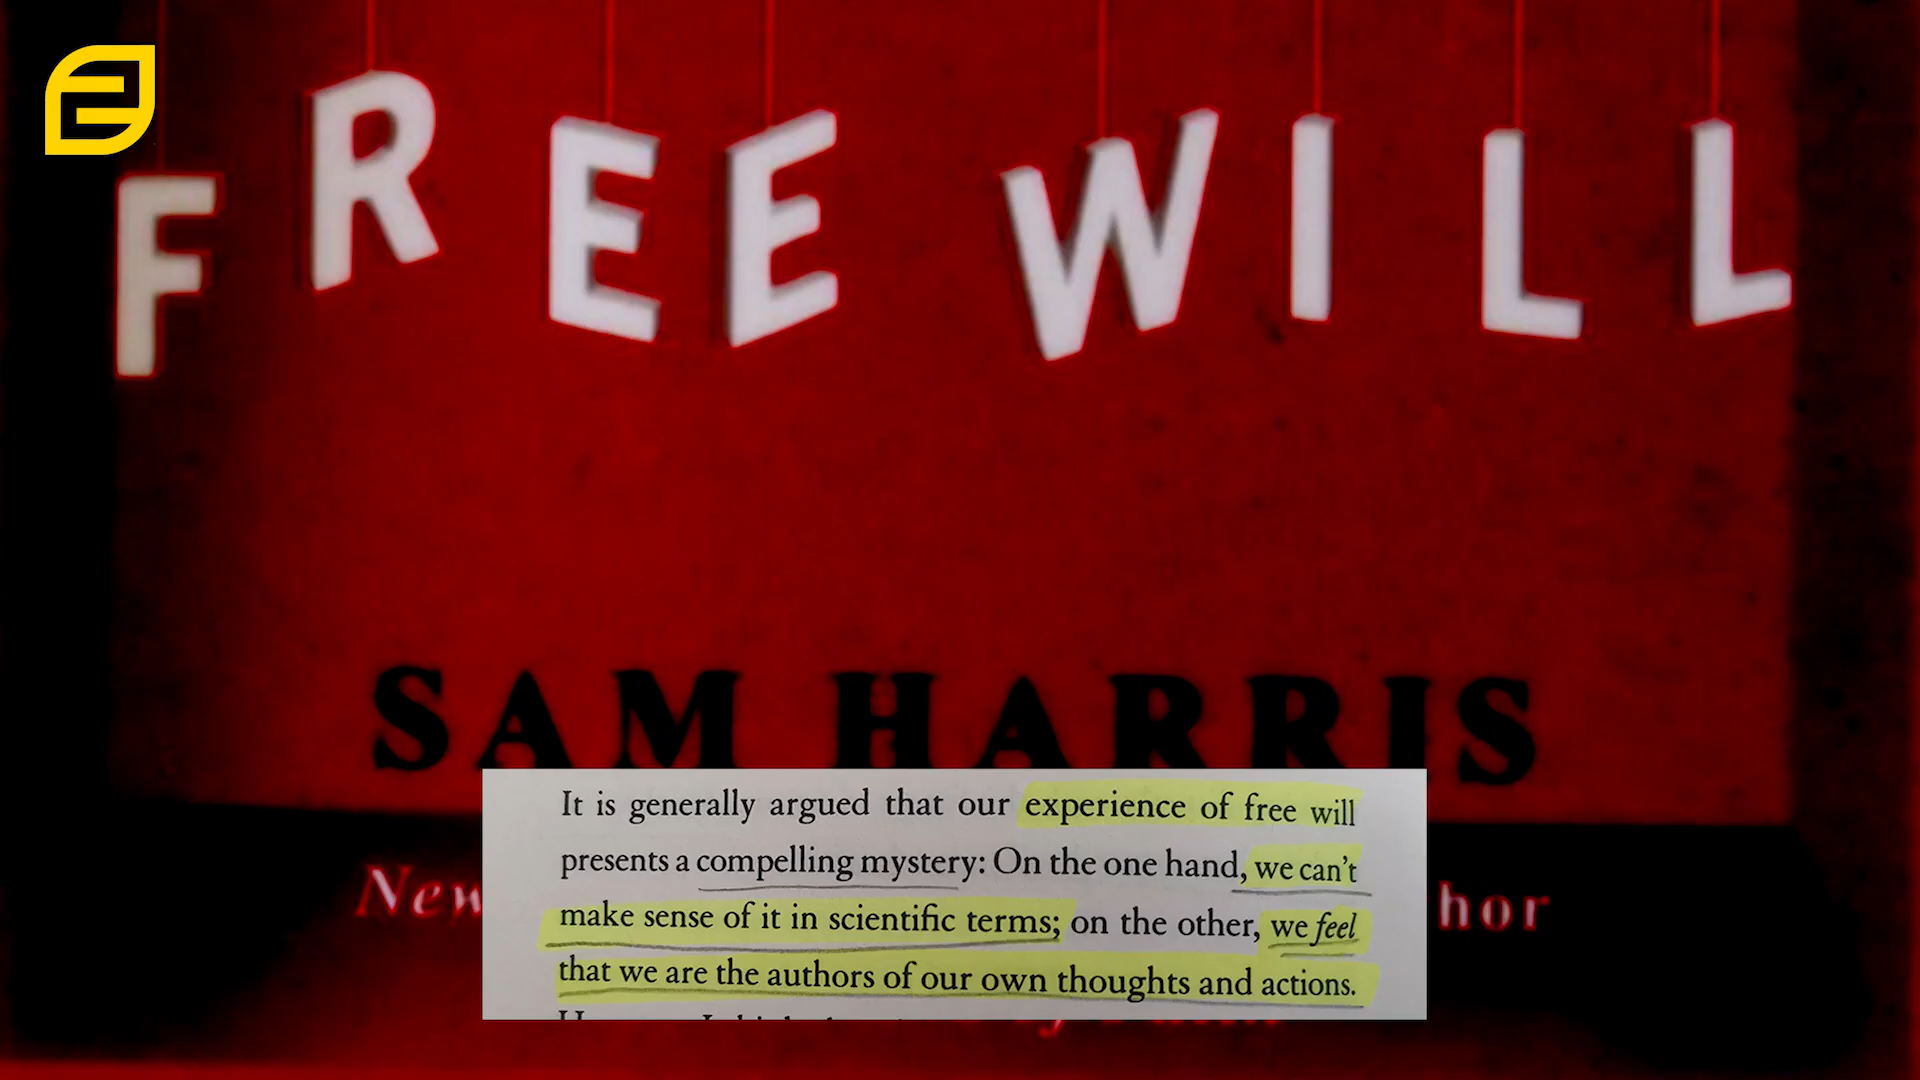 FREE WILL
SAM HARRIS
New
hor
It is generally argued that our experience of free will
presents a compelling mystery: On the one hand, we can't
make sense of it in scientific terms; on the other, we feel
that we are the authors of our own thoughts and actions.